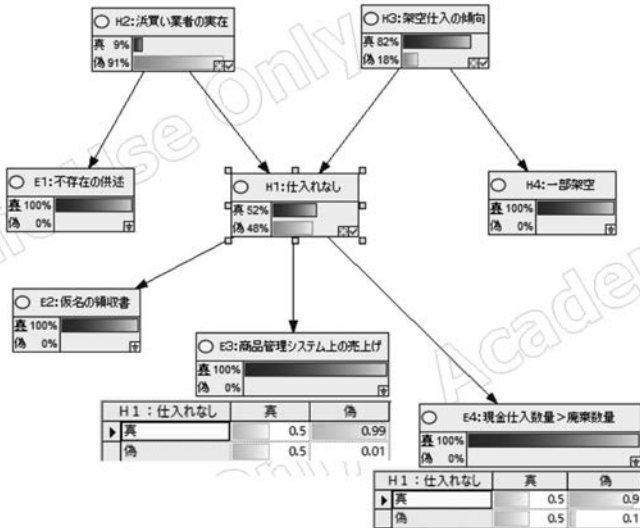 H2:浜買い業者の実在
真 9%
偽 91%
H3:架空仕入の傾向
真 82%
偽 18%
E1:不存在の供述
真 100%
偽 0%
H1:仕入れなし
真 52%
偽 48%
H4:一部架空
真 100%
偽 0%
E2:仮名の領収書
真 100%
偽 0%
E3:商品管理システム上の売上げ
真 100%
偽 0%
H1:仕入れなし 真 偽
真 0.5 0.99
偽 0.5 0.01
E4:現金仕入数量>廃棄数量
真 100%
偽 0%
H1:仕入れなし 真 偽
真 0.5 0.9
偽 0.5 0.1
Use Only
Academ